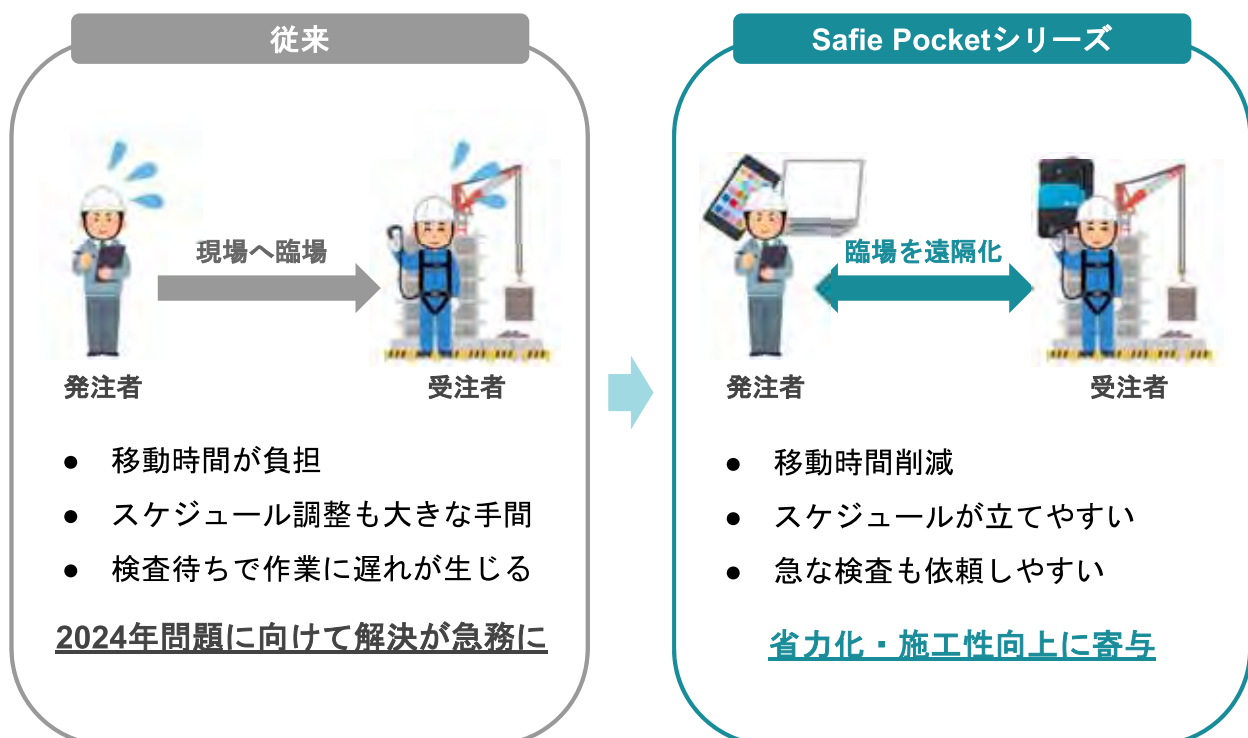 従来
現場へ臨場
発注者
受注者
● 移動時間が負担
● スケジュール調整も大きな手間
● 検査待ちで作業に遅れが生じる
2024年問題に向けて解決が急務に
Safie Pocketシリーズ
臨場を遠隔化
発注者
受注者
● 移動時間削減
● スケジュールが立てやすい
● 急な検査も依頼しやすい
省力化・施工性向上に寄与